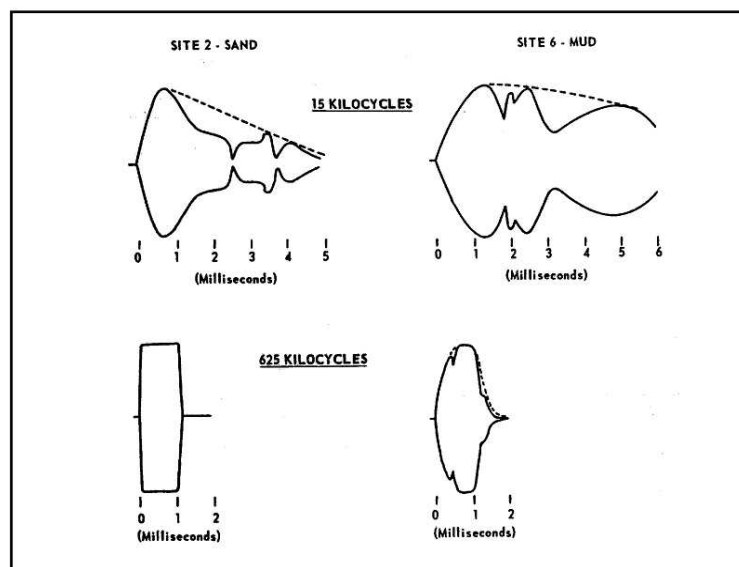 SITE 2 - SAND
SITE 6 - MUD
15 KILOCYCLES
0 1 2 3 4 5
(Milliseconds)
0 1 2 3 4 5 6
(Milliseconds)
625 KILOCYCLES
0 1 2
(Milliseconds)
0 1 2
(Milliseconds)